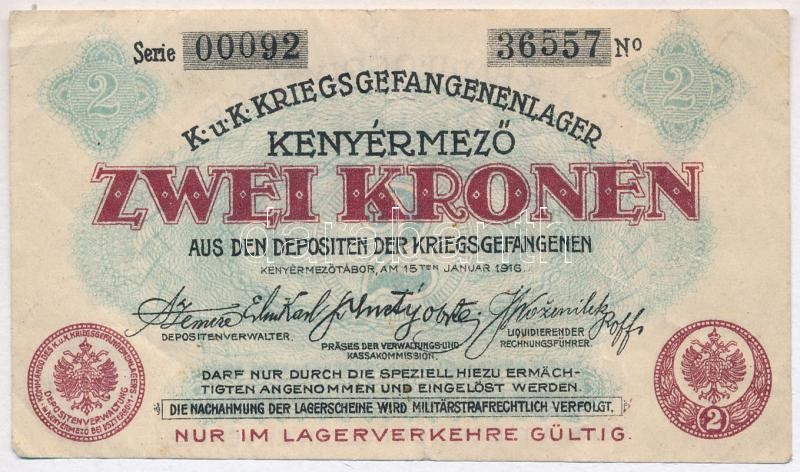 Serie 00092 36557 No
2 2
K.u.K. KRIEGSGEFANGENENLAGER
KENYÉRMEZŐ
ZWEI KRONEN
AUS DEN DEPOSITEN DER KRIEGSGEFANGENEN
KENYÉRMEZŐTÁBOR, AM 15TEN JANUAR 1916.
DEPOSITENVERWALTER.
PRÄSES DER VERWALTUNGS-UND
KASSAKOMMISSION.
LIQUIDIERENDER
RECHNUNGSFÜHRER.
DARF NUR DURCH DIE SPEZIELL HIEZU ERMÄCH-
TIGTEN ANGENOMMEN UND EINGELÖST WERDEN.
DIE NACHAHMUNG DER LAGERSCHEINE WIRD MILITÄRSTRAFRECHTLICH VERFOLGT.
NUR IM LAGERVERKEHRE GÜLTIG.
DEPOSITENVERWALTUNG
2
darabanth